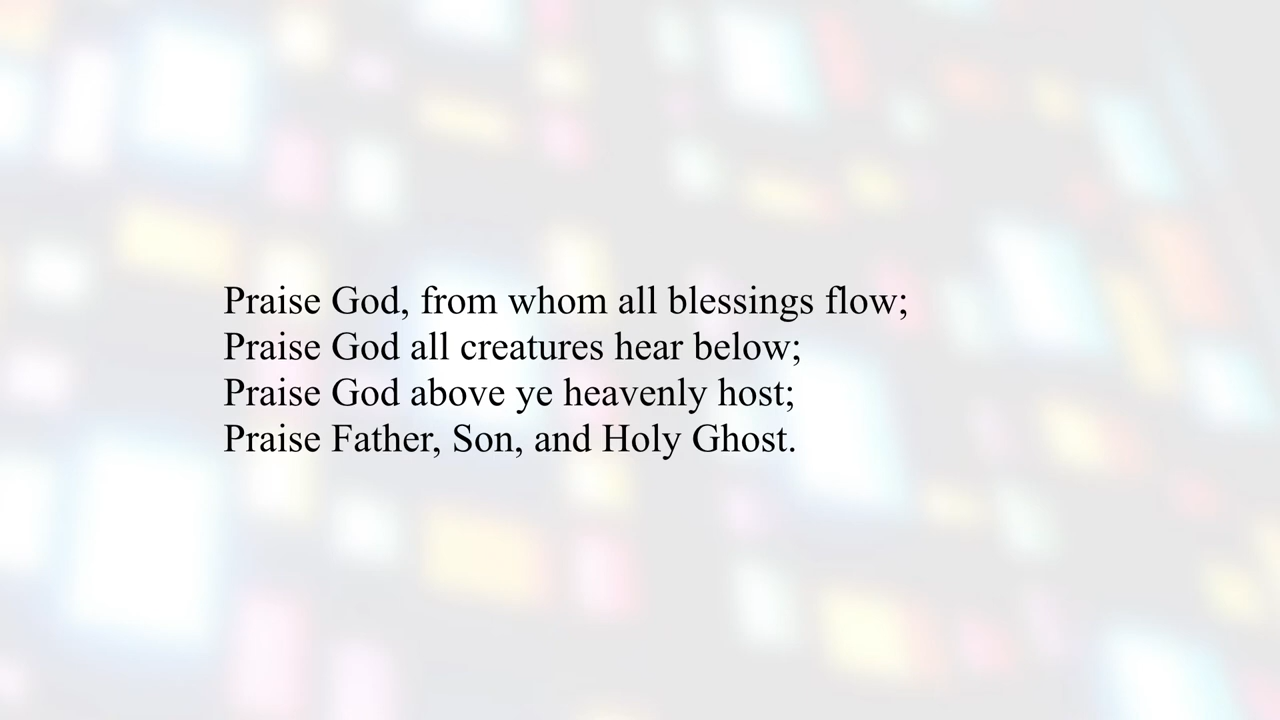 Praise God, from whom all blessings flow;
Praise God all creatures hear below;
Praise God above ye heavenly host;
Praise Father, Son, and Holy Ghost.